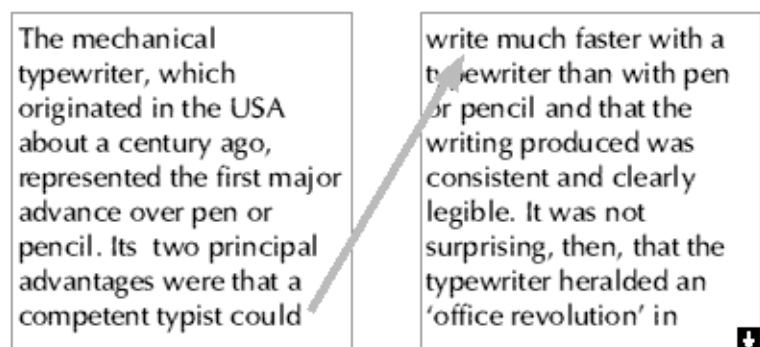 The mechanical
typewriter, which
originated in the USA
about a century ago,
represented the first major
advance over pen or
pencil. Its  two principal
advantages were that a
competent typist could
write much faster with a
typewriter than with pen
or pencil and that the
writing produced was
consistent and clearly
legible. It was not
surprising, then, that the
typewriter heralded an
‘office revolution’ in